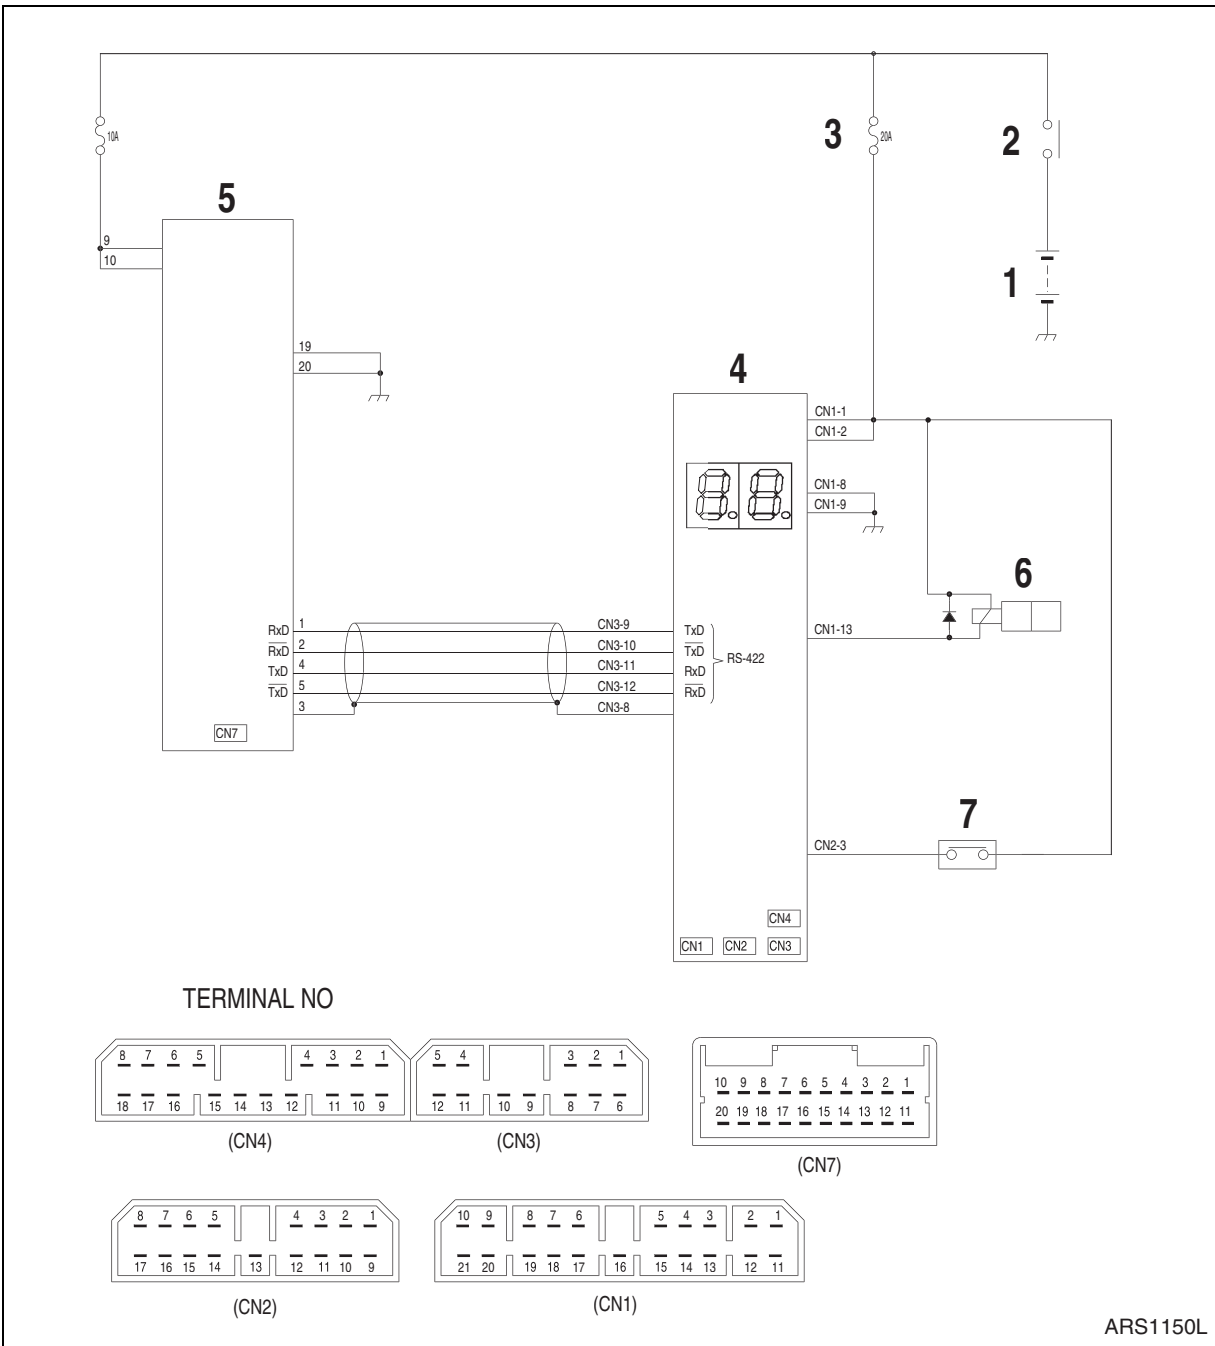 10A
3
20A
2
5
1
9
10
19
20
4
CN1-1
CN1-2
CN1-8
CN1-9
6
RxD 1 CN3-9 TxD
RxD 2 CN3-10 TxD
TxD 4 CN3-11 RxD
TxD 5 CN3-12 RxD
3 CN3-8
RS-422
CN1-13
CN7
7
CN2-3
CN4
CN1 CN2 CN3
TERMINAL NO
8 7 6 5 4 3 2 1
18 17 16 15 14 13 12 11 10 9
(CN4)
5 4 3 2 1
12 11 10 9 8 7 6
(CN3)
10 9 8 7 6 5 4 3 2 1
20 19 18 17 16 15 14 13 12 11
(CN7)
8 7 6 5 4 3 2 1
17 16 15 14 13 12 11 10 9
(CN2)
10 9 8 7 6 5 4 3 2 1
21 20 19 18 17 16 15 14 13 12 11
(CN1)
ARS1150L